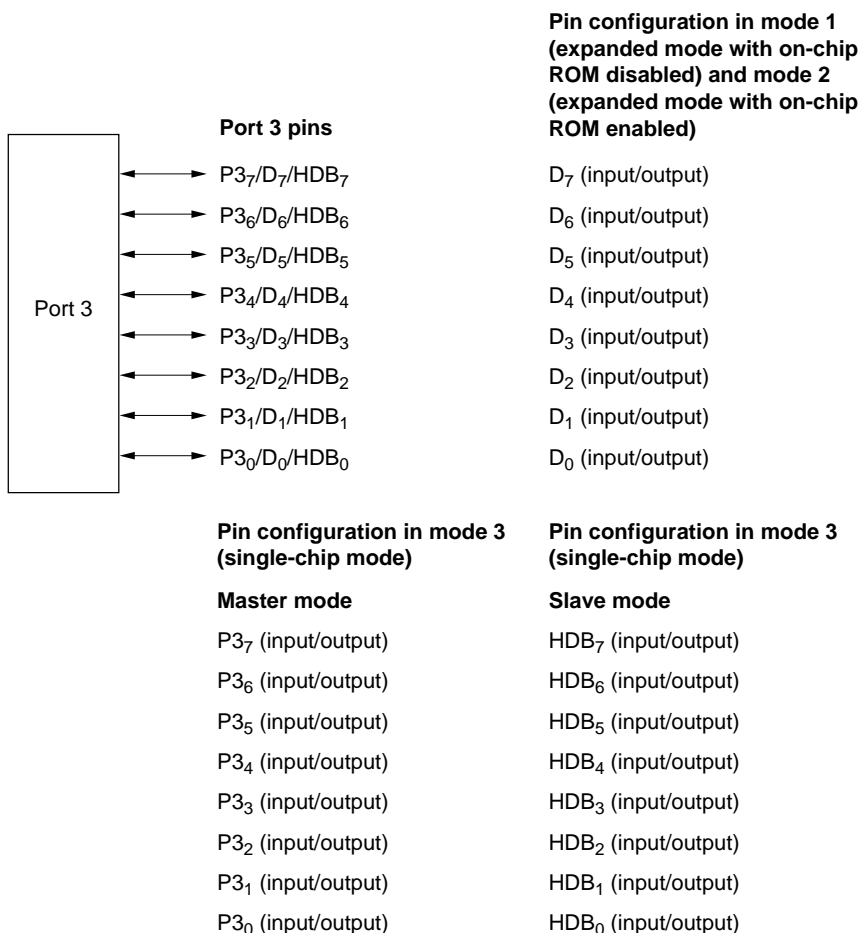 Pin configuration in mode 1
(expanded mode with on-chip
ROM disabled) and mode 2
(expanded mode with on-chip
ROM enabled)
Port 3 pins
Port 3
P3₇/D₇/HDB₇ D₇ (input/output)
P3₆/D₆/HDB₆ D₆ (input/output)
P3₅/D₅/HDB₅ D₅ (input/output)
P3₄/D₄/HDB₄ D₄ (input/output)
P3₃/D₃/HDB₃ D₃ (input/output)
P3₂/D₂/HDB₂ D₂ (input/output)
P3₁/D₁/HDB₁ D₁ (input/output)
P3₀/D₀/HDB₀ D₀ (input/output)
Pin configuration in mode 3
(single-chip mode)
Master mode
P3₇ (input/output)
P3₆ (input/output)
P3₅ (input/output)
P3₄ (input/output)
P3₃ (input/output)
P3₂ (input/output)
P3₁ (input/output)
P3₀ (input/output)
Pin configuration in mode 3
(single-chip mode)
Slave mode
HDB₇ (input/output)
HDB₆ (input/output)
HDB₅ (input/output)
HDB₄ (input/output)
HDB₃ (input/output)
HDB₂ (input/output)
HDB₁ (input/output)
HDB₀ (input/output)